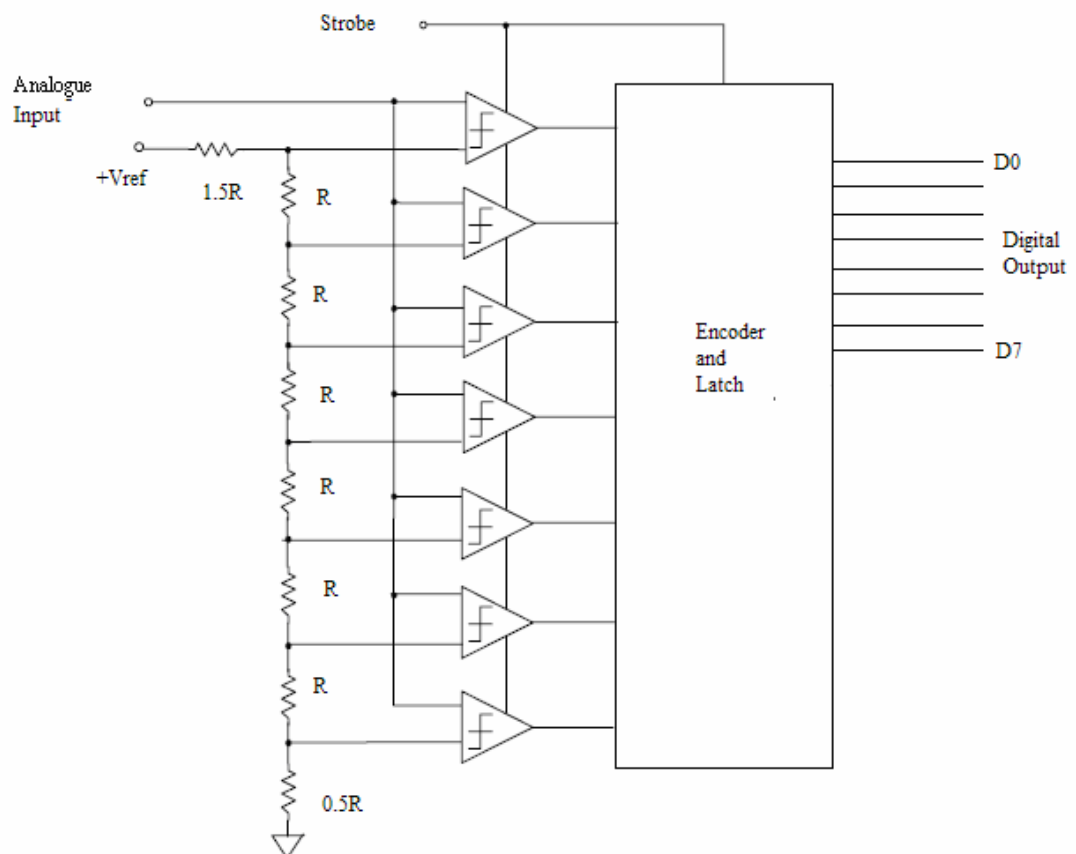 Strobe
Analogue
Input
+Vref
1.5R
R
R
R
R
R
R
0.5R
Encoder
and
Latch
D0
Digital
Output
D7